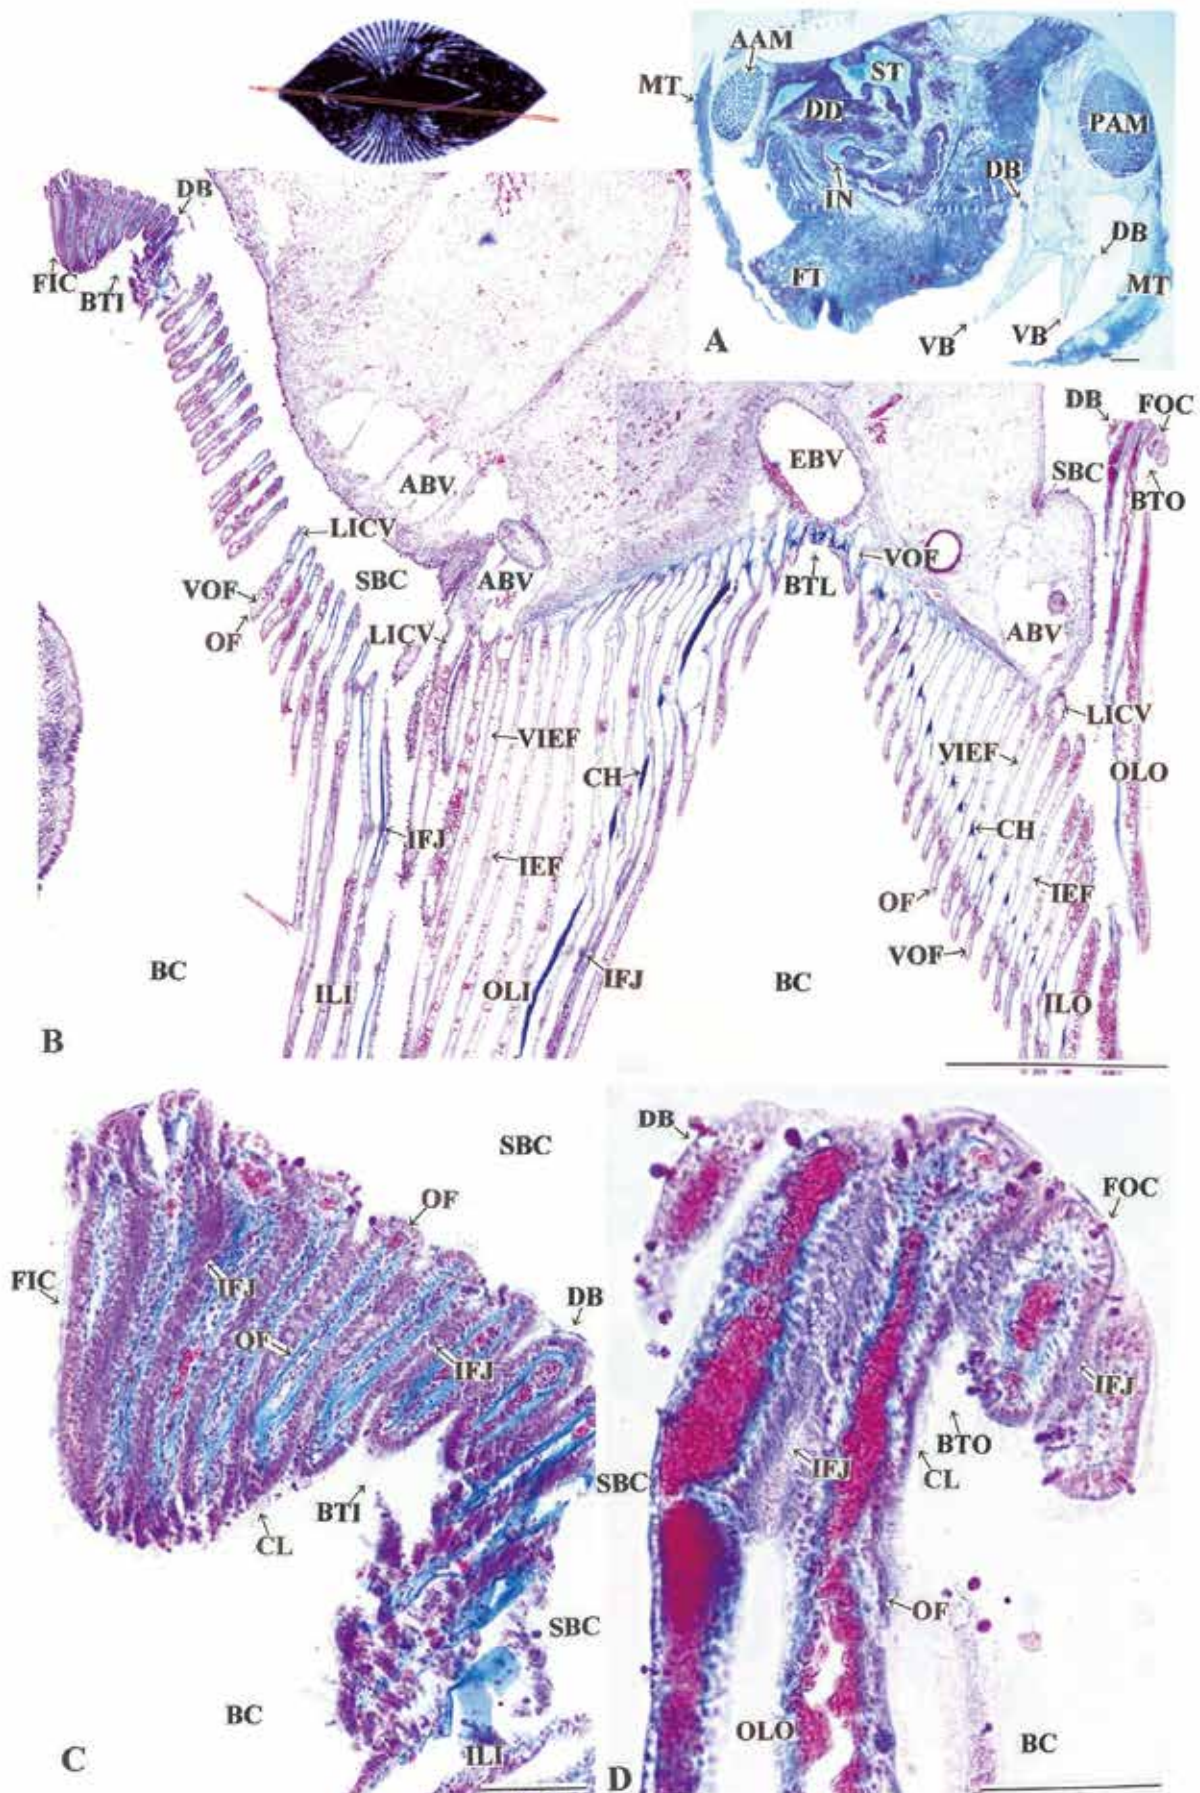 AAM
MT
ST
DD
PAM
DB
IN
DB
FT
MT
VB
VB
A
DB
FIC
BTI
DB
FOC
SBC
BTO
EBV
ABV
LICV
VOF
BTL
VOF
SBC
ABV
OF
LICV
ABV
LICV
VIEF
VIEF
CH
OLO
IFJ
CH
IEF
IEF
OF
VOF
BC
ILI
OLI
IFJ
BC
ILO
B
SBC
DB
OF
FOC
FIC
IFJ
DB
OF
IFJ
IFJ
BTO
BTI
SBC
IFJ
CL
CL
OF
SBC
BC
OLO
BC
ILI
C
D